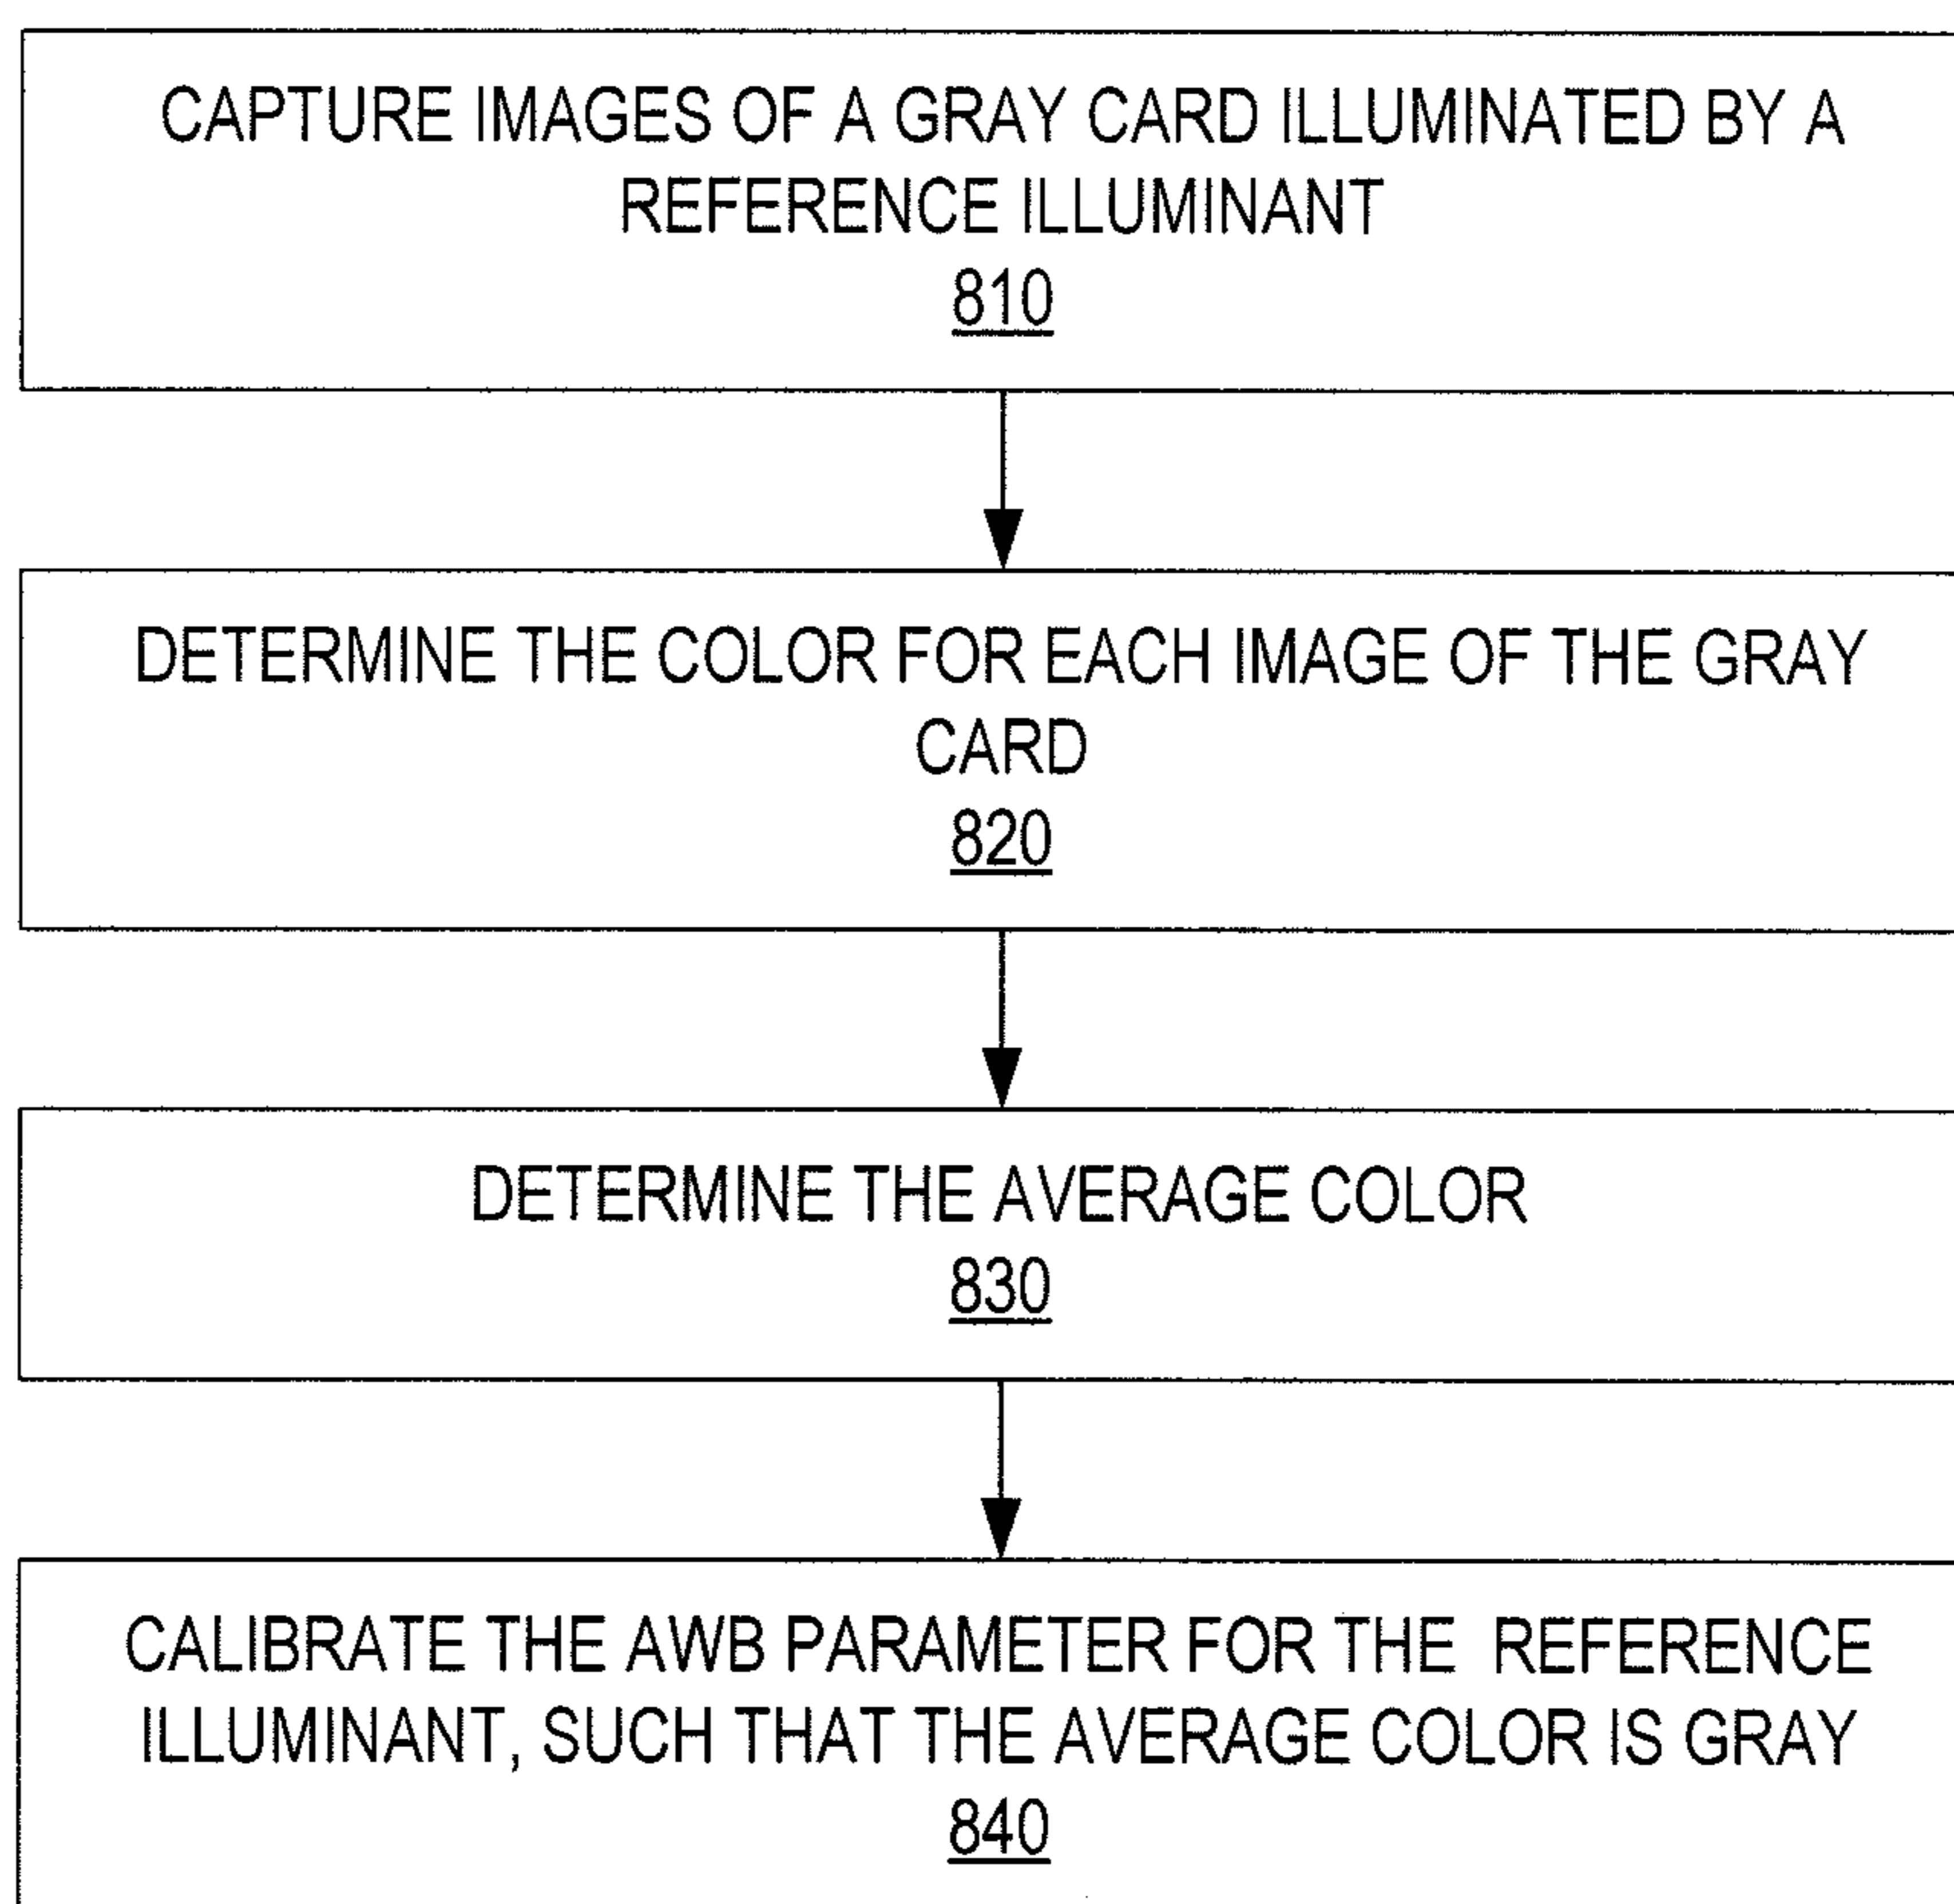 CAPTURE IMAGES OF A GRAY CARD ILLUMINATED BY A
REFERENCE ILLUMINANT
810
DETERMINE THE COLOR FOR EACH IMAGE OF THE GRAY
CARD
820
DETERMINE THE AVERAGE COLOR
830
CALIBRATE THE AWB PARAMETER FOR THE REFERENCE
ILLUMINANT, SUCH THAT THE AVERAGE COLOR IS GRAY
840